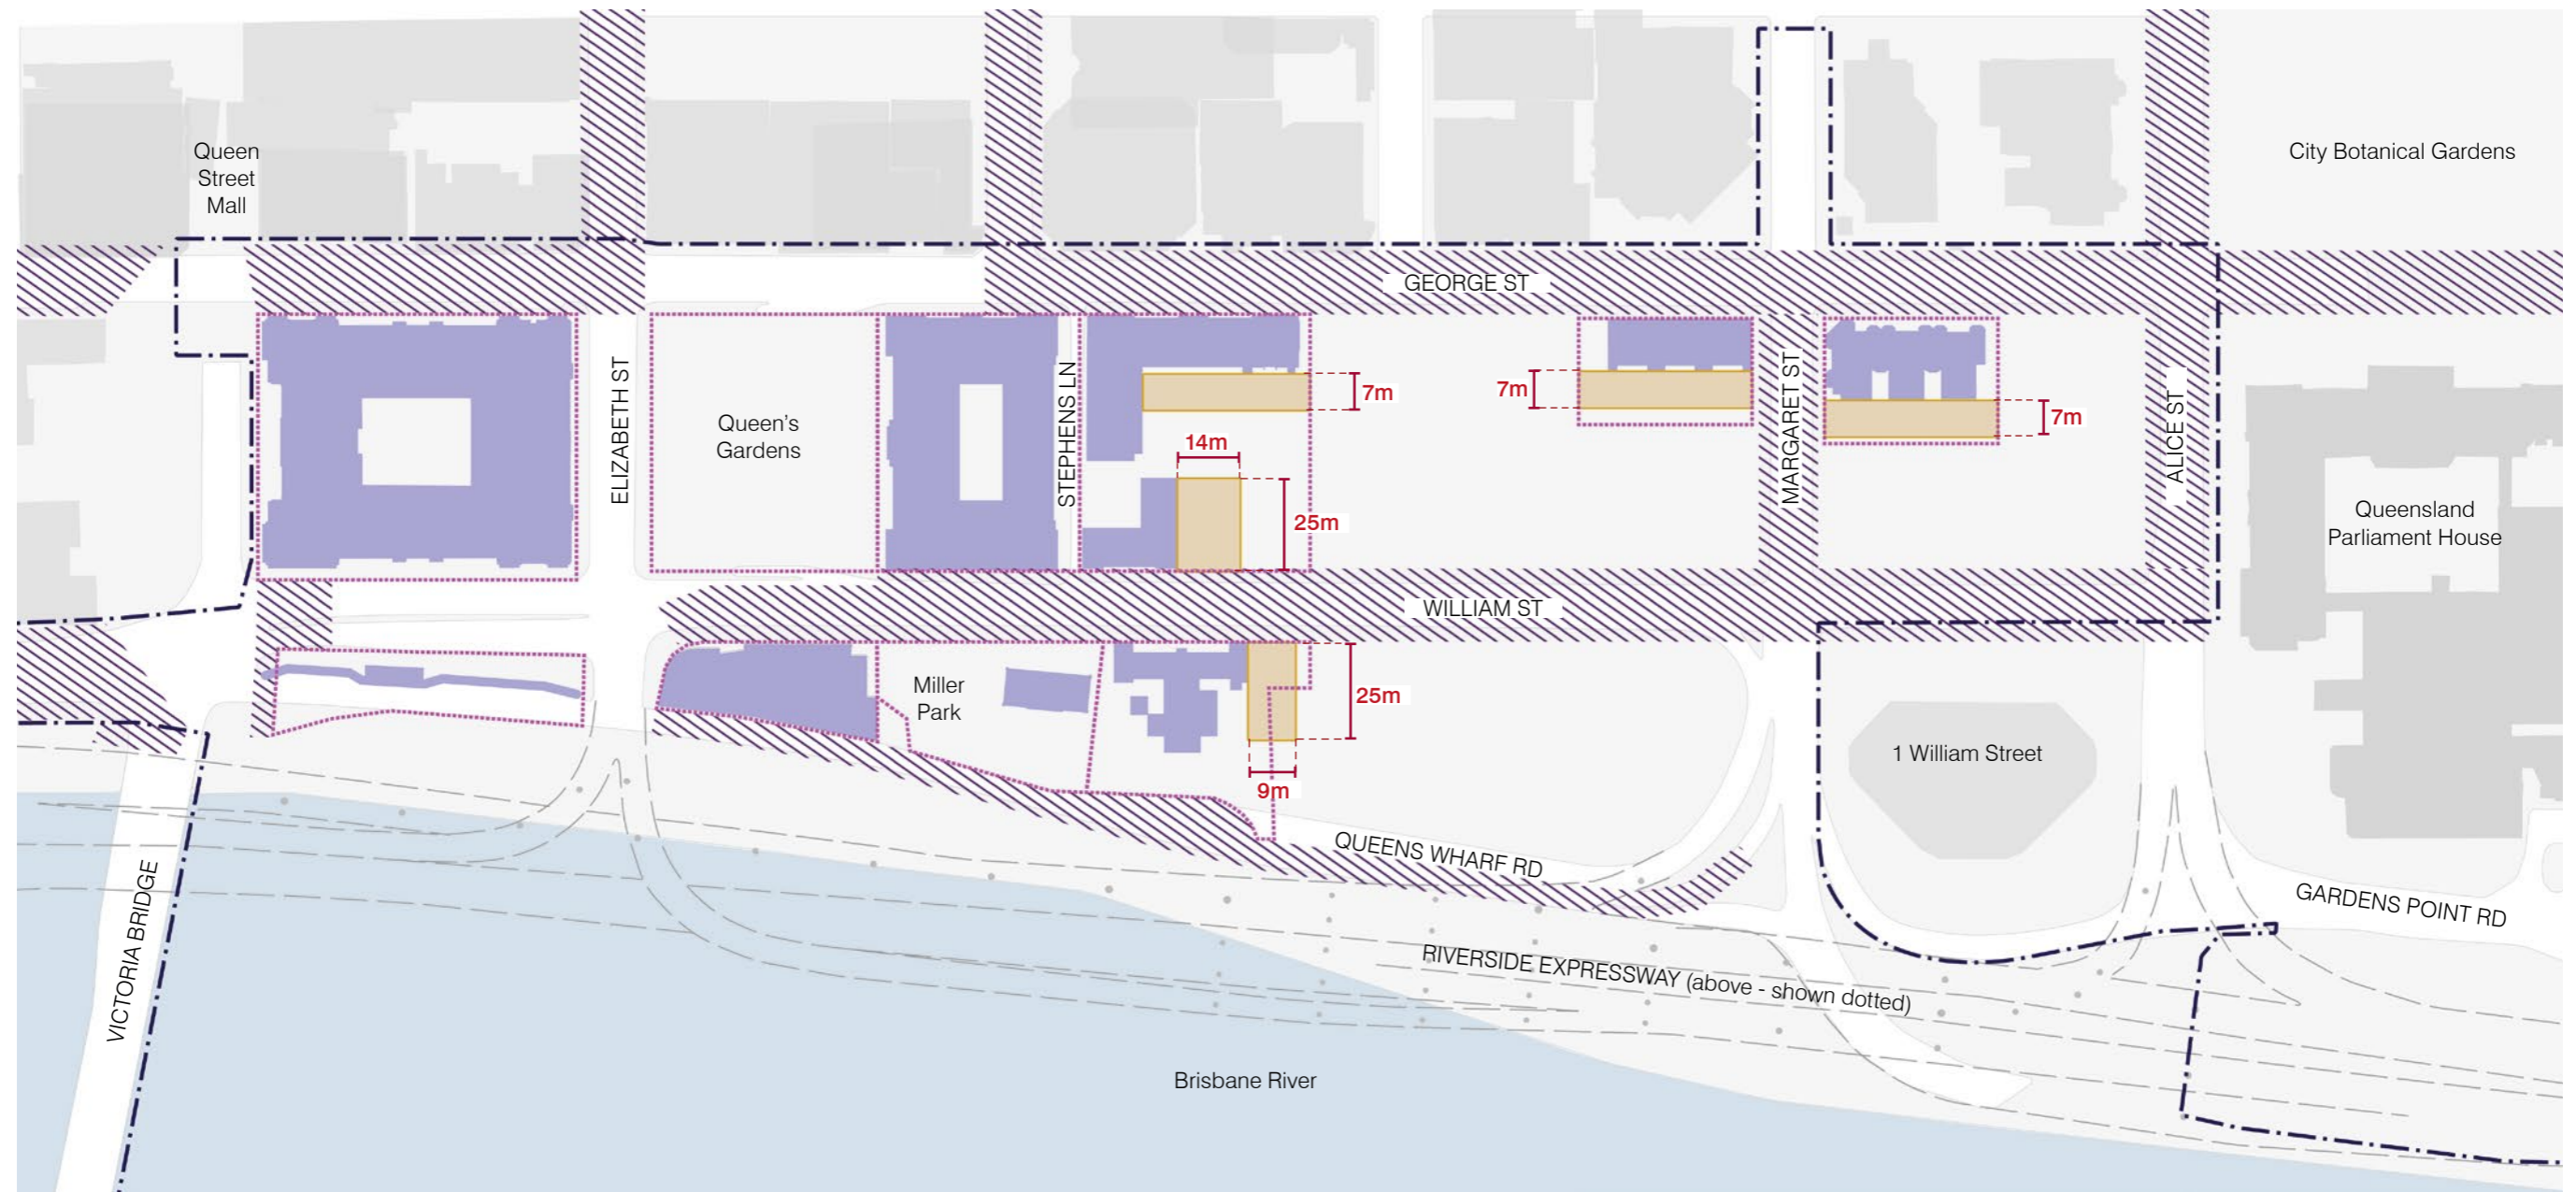 Queen
Street
Mall
City Botanical Gardens
GEORGE ST
ELIZABETH ST
Queen's
Gardens
STEPHENS LN
7m
14m
25m
7m
MARGARET ST
7m
ALICE ST
Queensland
Parliament House
WILLIAM ST
Miller
Park
25m
9m
1 William Street
QUEENS WHARF RD
VICTORIA BRIDGE
GARDENS POINT RD
RIVERSIDE EXPRESSWAY (above - shown dotted)
Brisbane River